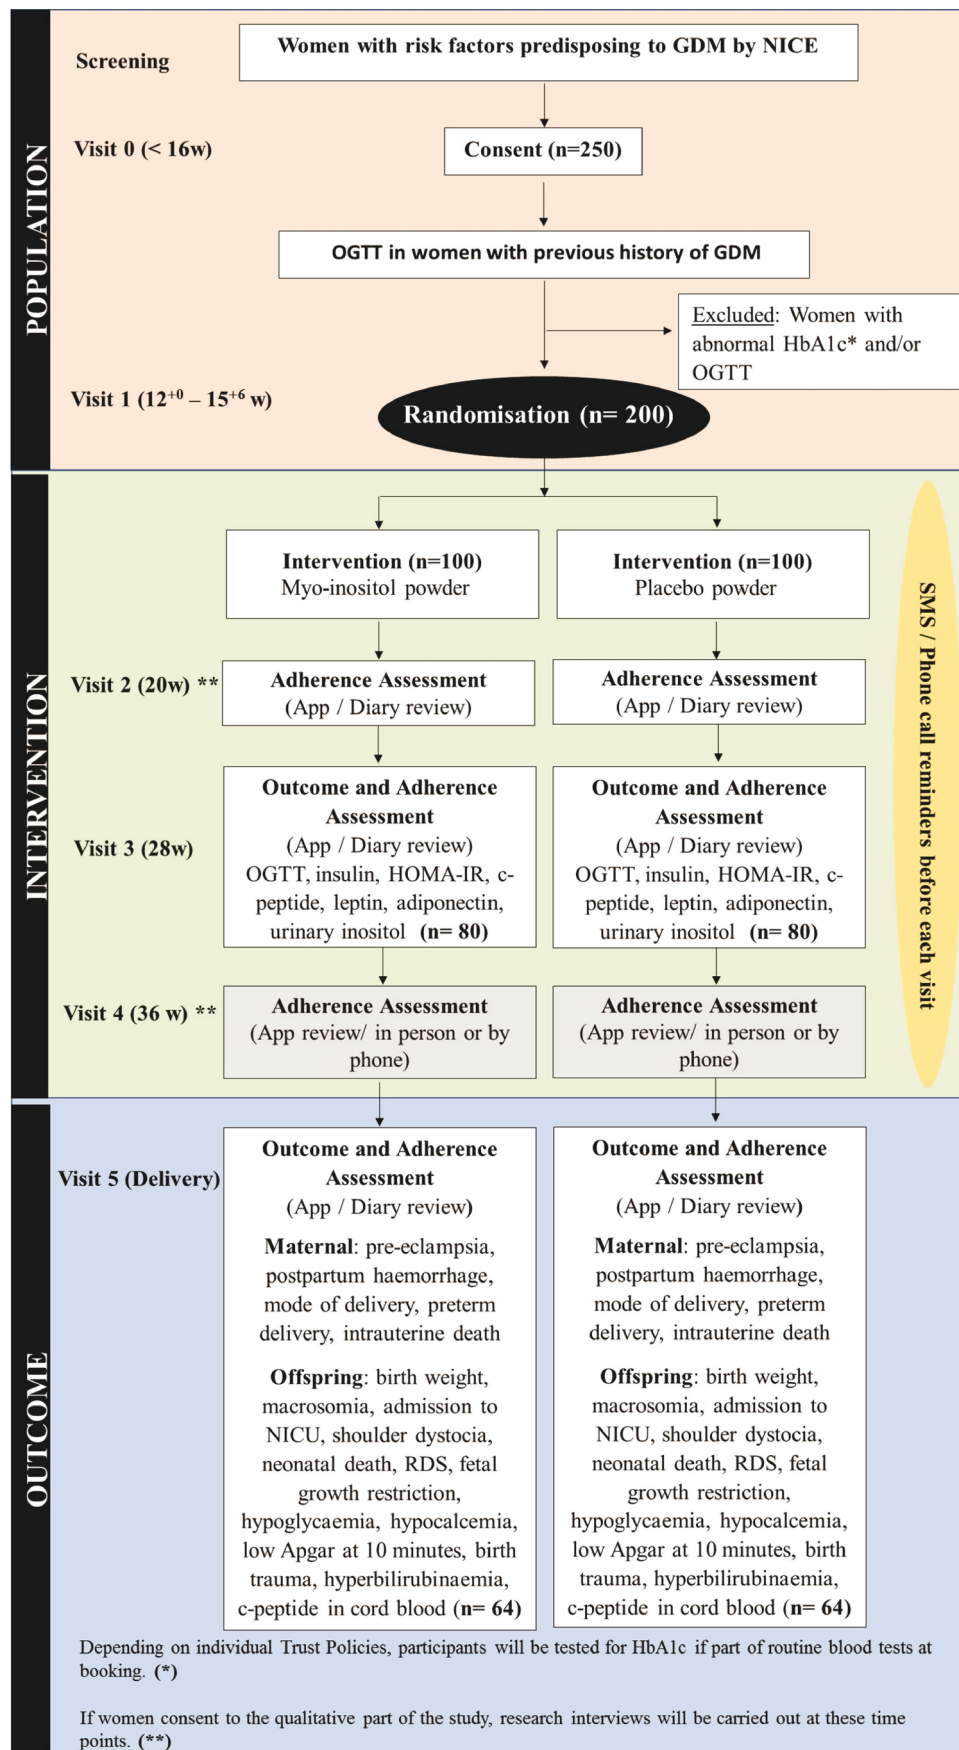 POPULATION
Screening
Women with risk factors predisposing to GDM by NICE
Visit 0 (< 16w)
Consent (n=250)
OGTT in women with previous history of GDM
Excluded: Women with
abnormal HbA1c* and/or
OGTT
Visit 1 (12+0 – 15+6 w)
Randomisation (n= 200)
INTERVENTION
SMS / Phone call reminders before each visit
Intervention (n=100)
Myo-inositol powder
Intervention (n=100)
Placebo powder
Visit 2 (20w) **
Adherence Assessment
(App / Diary review)
Adherence Assessment
(App / Diary review)
Visit 3 (28w)
Outcome and Adherence
Assessment
(App / Diary review)
OGTT, insulin, HOMA-IR, c-
peptide, leptin, adiponectin,
urinary inositol (n= 80)
Outcome and Adherence
Assessment
(App / Diary review)
OGTT, insulin, HOMA-IR, c-
peptide, leptin, adiponectin,
urinary inositol (n= 80)
Visit 4 (36 w) **
Adherence Assessment
(App review/ in person or by
phone)
Adherence Assessment
(App review/ in person or by
phone)
OUTCOME
Visit 5 (Delivery)
Outcome and Adherence
Assessment
(App / Diary review)
Maternal: pre-eclampsia,
postpartum haemorrhage,
mode of delivery, preterm
delivery, intrauterine death
Offspring: birth weight,
macrosomia, admission to
NICU, shoulder dystocia,
neonatal death, RDS, fetal
growth restriction,
hypoglycaemia, hypocalcemia,
low Apgar at 10 minutes, birth
trauma, hyperbilirubinaemia,
c-peptide in cord blood (n= 64)
Outcome and Adherence
Assessment
(App / Diary review)
Maternal: pre-eclampsia,
postpartum haemorrhage,
mode of delivery, preterm
delivery, intrauterine death
Offspring: birth weight,
macrosomia, admission to
NICU, shoulder dystocia,
neonatal death, RDS, fetal
growth restriction,
hypoglycaemia, hypocalcemia,
low Apgar at 10 minutes, birth
trauma, hyperbilirubinaemia,
c-peptide in cord blood (n= 64)
Depending on individual Trust Policies, participants will be tested for HbA1c if part of routine blood tests at
booking. (*)
If women consent to the qualitative part of the study, research interviews will be carried out at these time
points. (**)